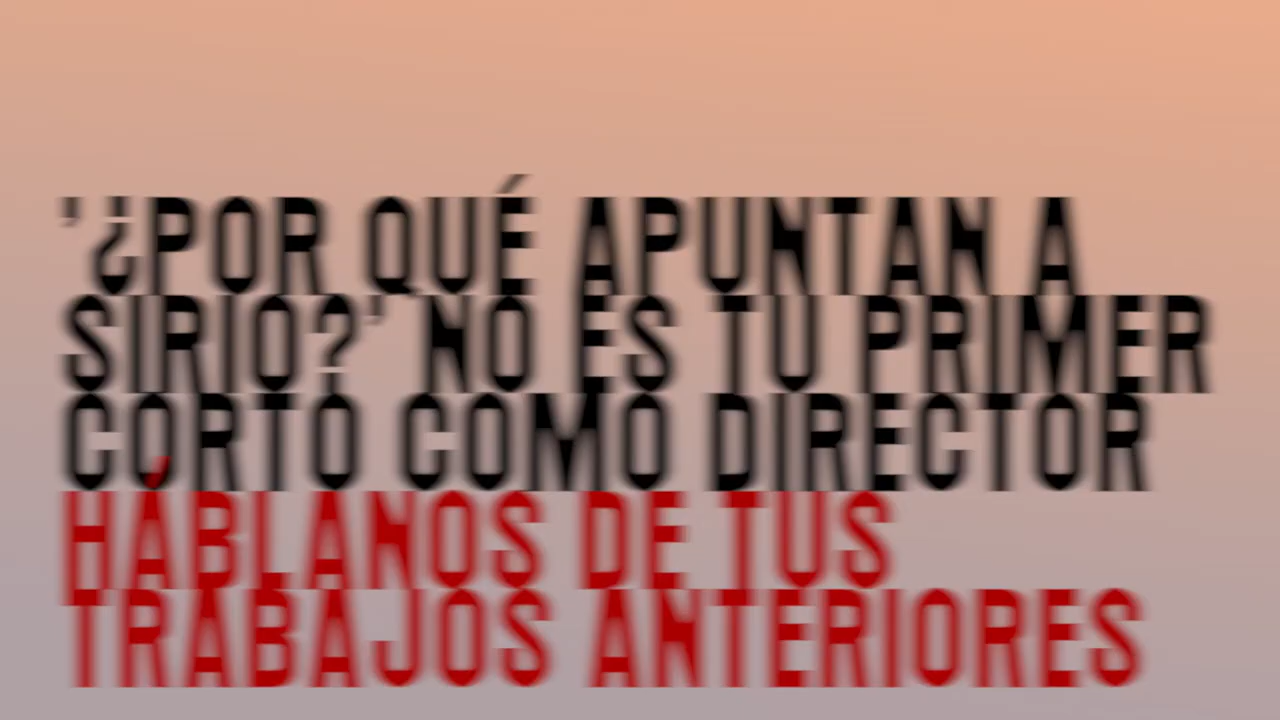 '¿POR QUÉ APUNTAN A
SIRIO?' NO ES TU PRIMER
CORTO COMO DIRECTOR
HÁBLANOS DE TUS
TRABAJOS ANTERIORES